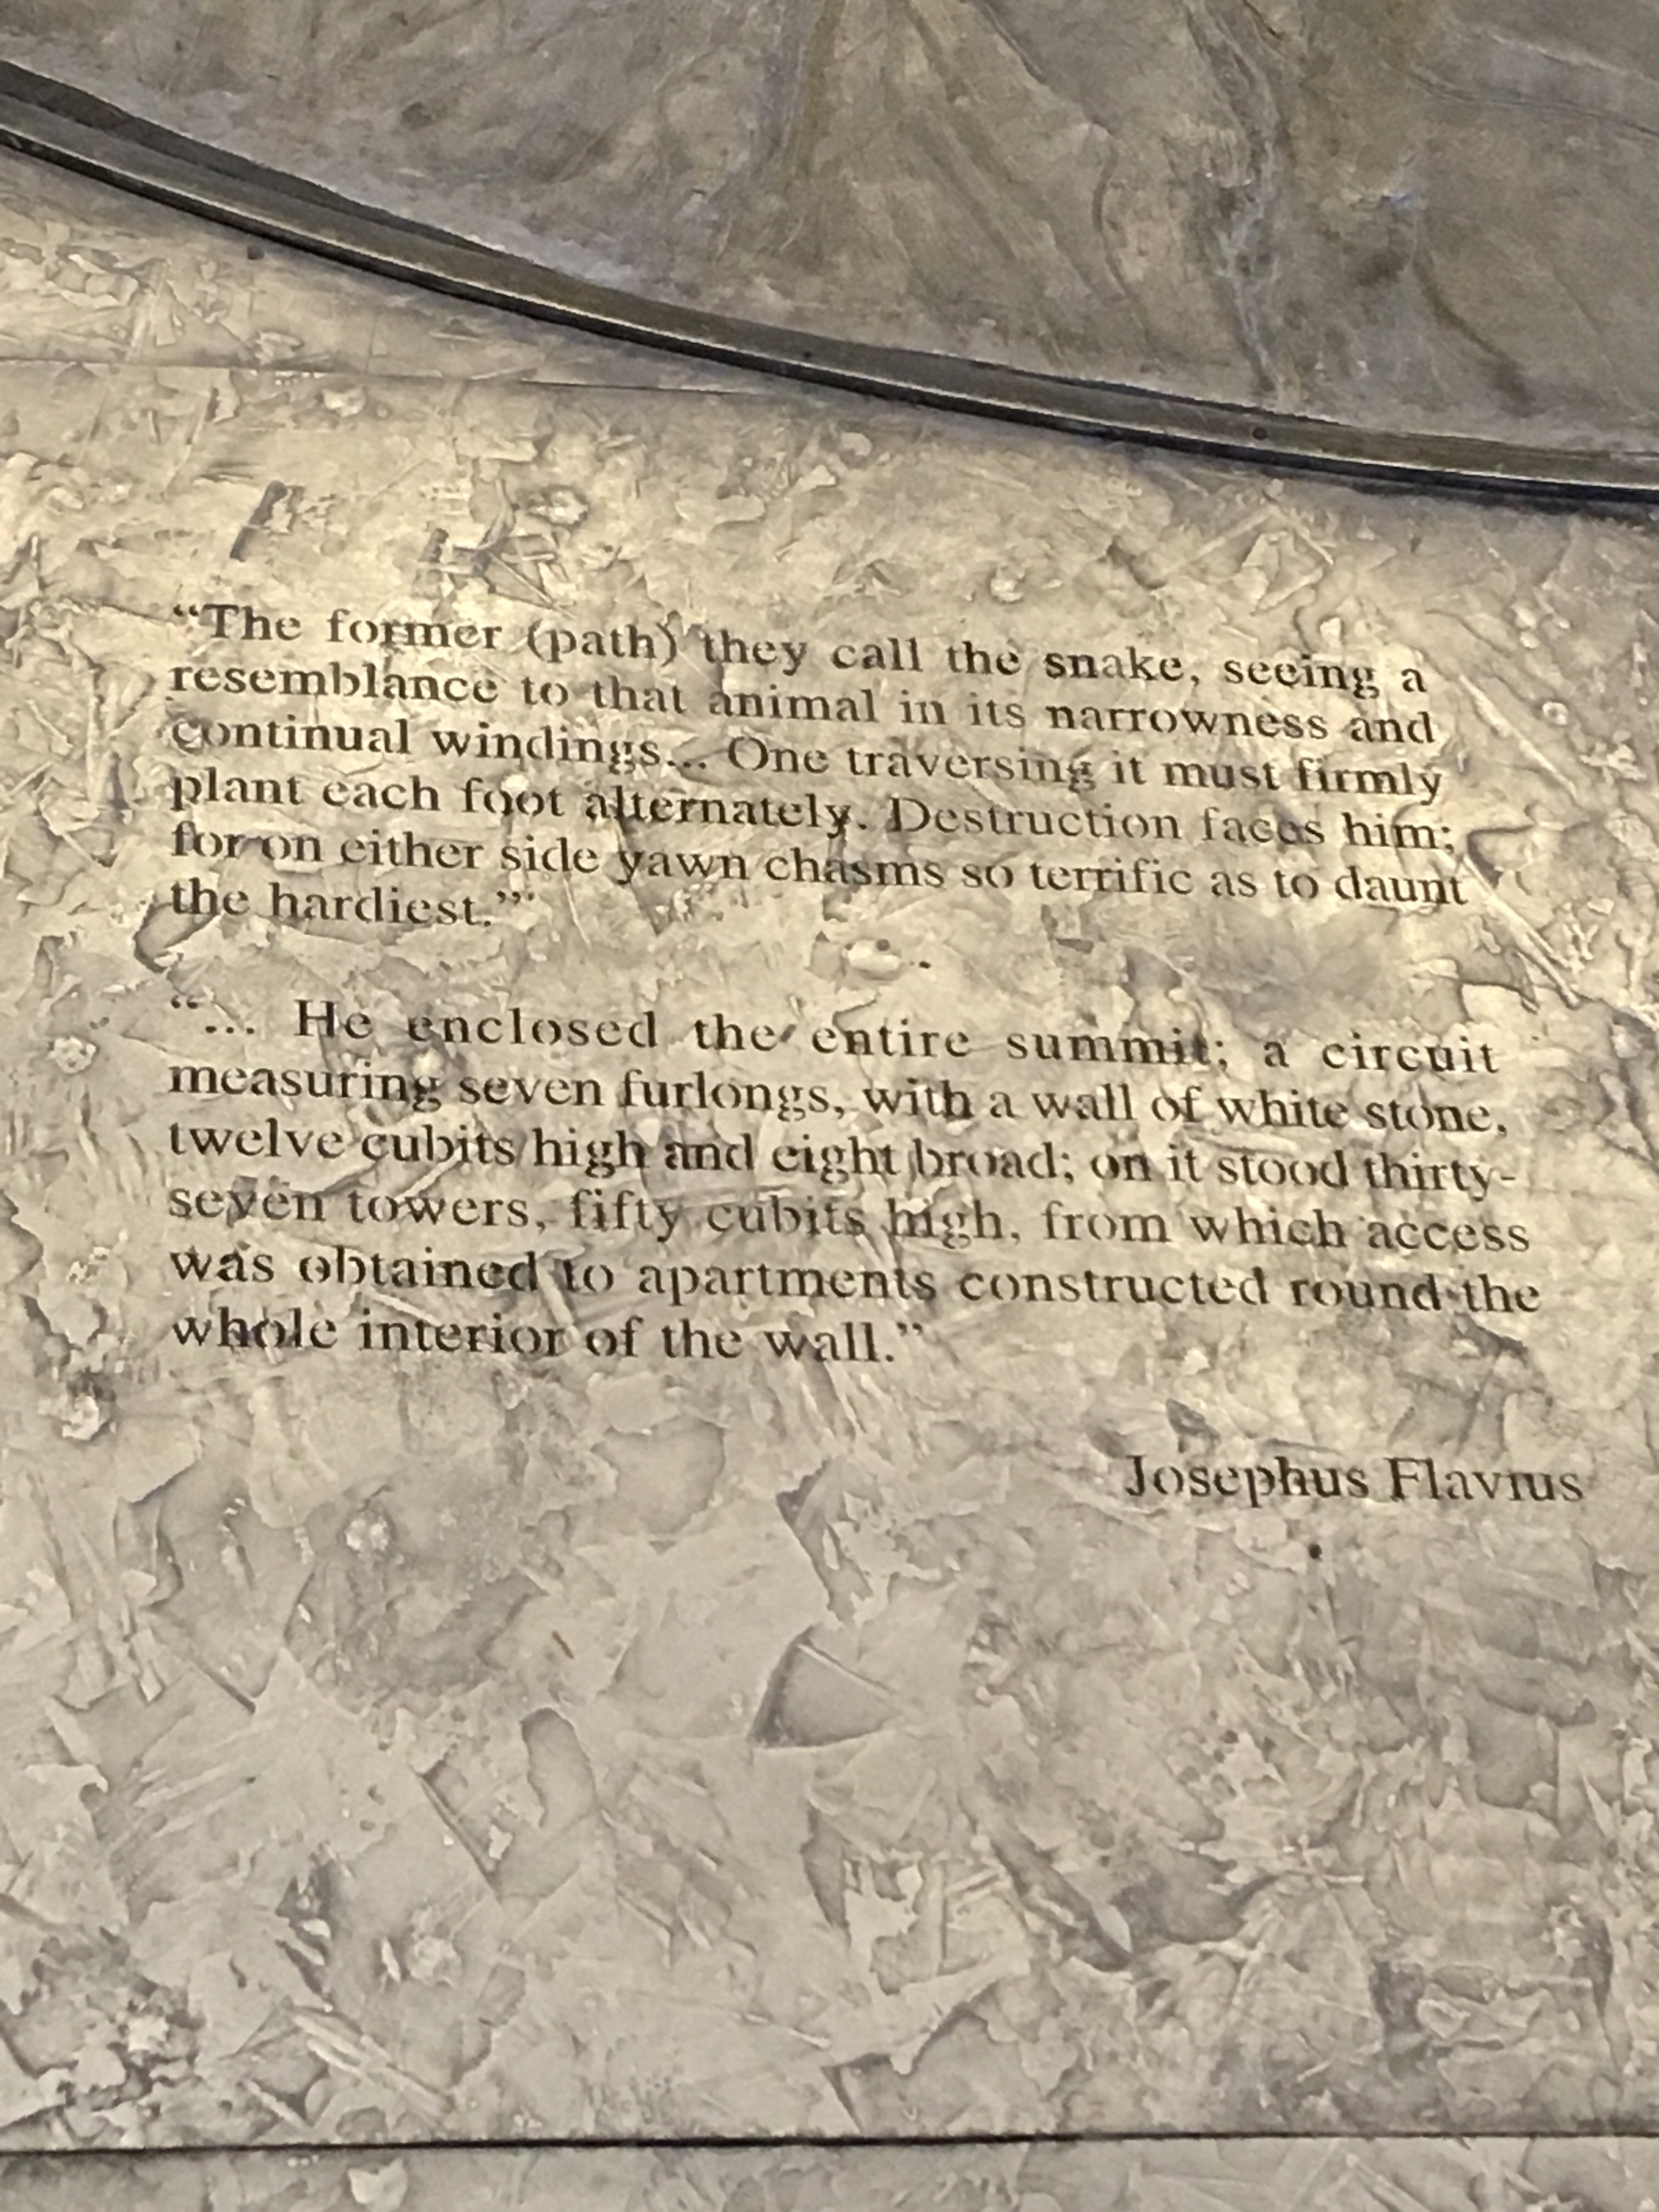 “The former (path) they call the snake, seeing a
resemblance to that animal in its narrowness and
continual windings... One traversing it must firmly
plant each foot alternately. Destruction faces him;
for on either side yawn chasms so terrific as to daunt
the hardiest.”
“... He enclosed the entire summit; a circuit
measuring seven furlongs, with a wall of white stone,
twelve cubits high and eight broad; on it stood thirty-
seven towers, fifty cubits high, from which access
was obtained to apartments constructed round the
whole interior of the wall.”
Josephus Flavius